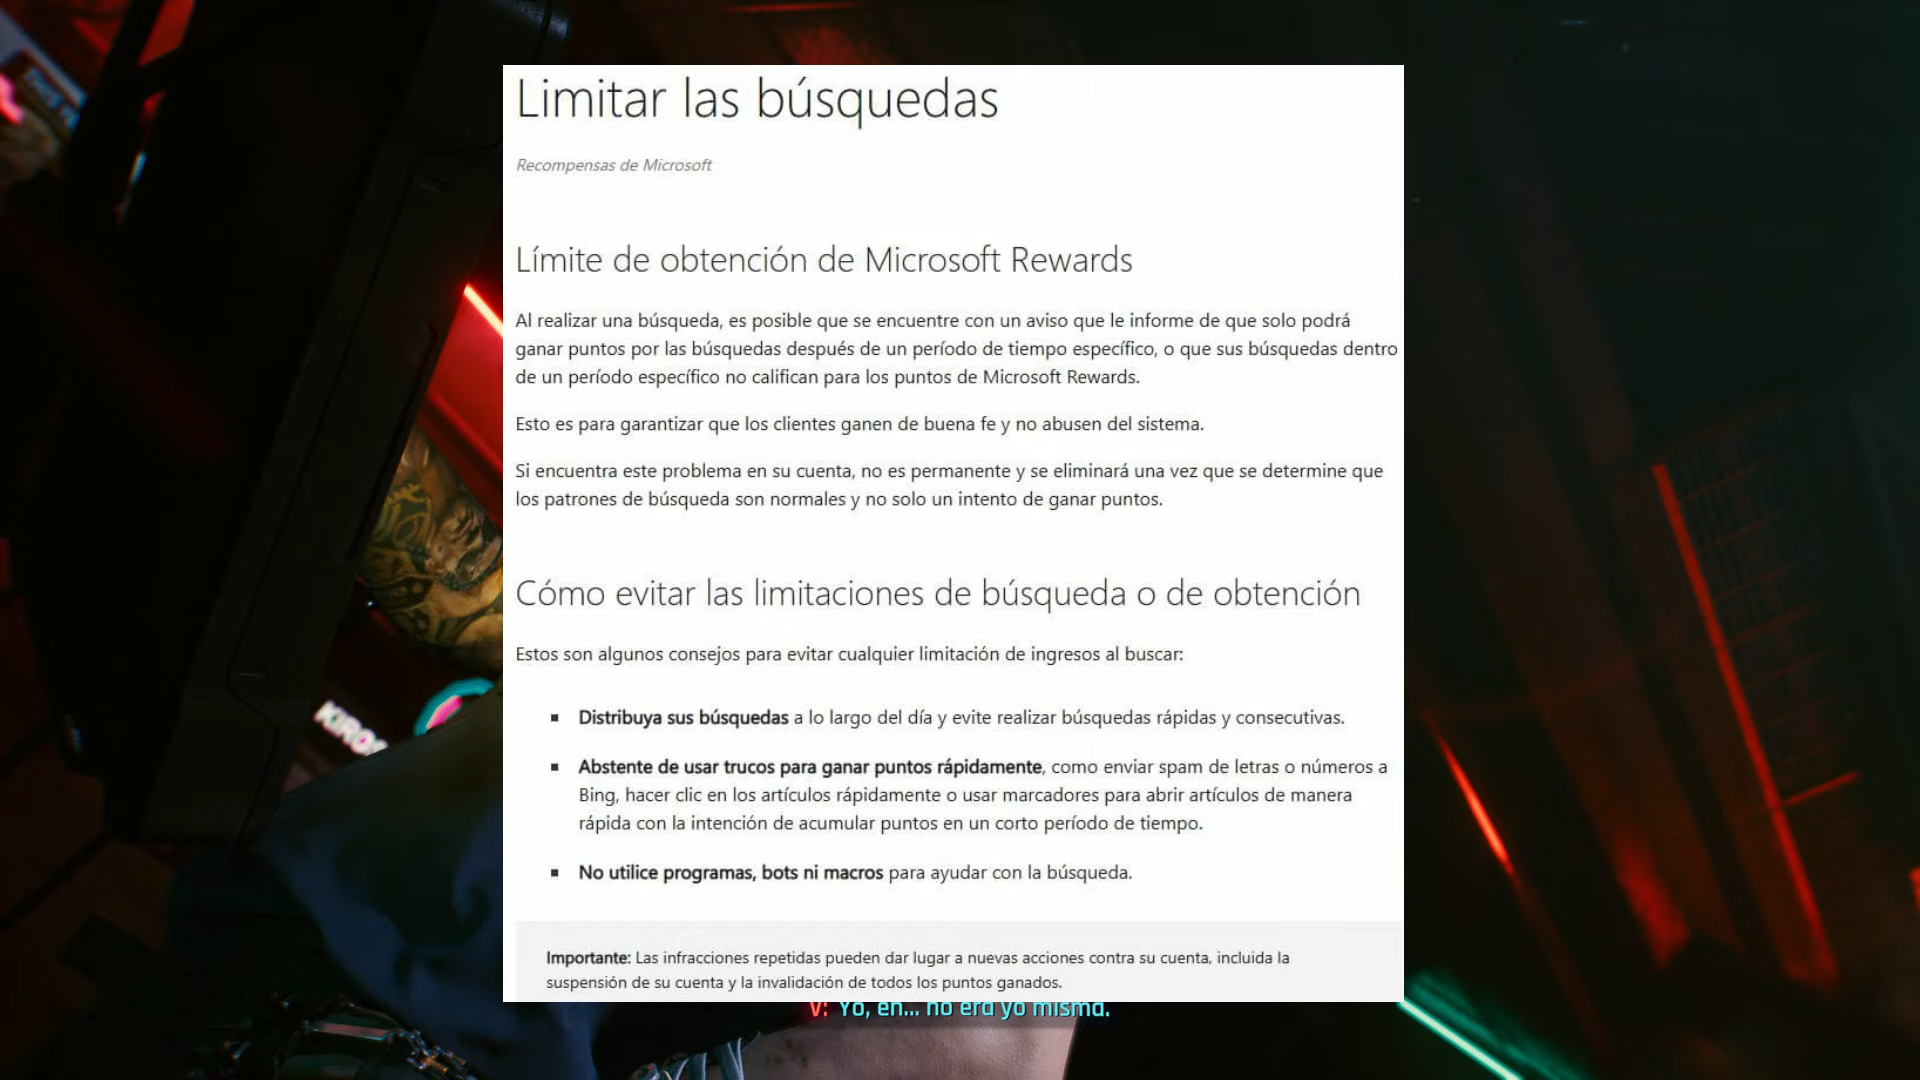 Limitar las búsquedas
Recompensas de Microsoft
Límite de obtención de Microsoft Rewards
Al realizar una búsqueda, es posible que se encuentre con un aviso que le informe de que solo podrá
ganar puntos por las búsquedas después de un período de tiempo específico, o que sus búsquedas dentro
de un período específico no califican para los puntos de Microsoft Rewards.
Esto es para garantizar que los clientes ganen de buena fe y no abusen del sistema.
Si encuentra este problema en su cuenta, no es permanente y se eliminará una vez que se determine que
los patrones de búsqueda son normales y no solo un intento de ganar puntos.
Cómo evitar las limitaciones de búsqueda o de obtención
Estos son algunos consejos para evitar cualquier limitación de ingresos al buscar:
▪ Distribuya sus búsquedas a lo largo del día y evite realizar búsquedas rápidas y consecutivas.
▪ Abstente de usar trucos para ganar puntos rápidamente, como enviar spam de letras o números a
Bing, hacer clic en los artículos rápidamente o usar marcadores para abrir artículos de manera
rápida con la intención de acumular puntos en un corto período de tiempo.
▪ No utilice programas, bots ni macros para ayudar con la búsqueda.
Importante: Las infracciones repetidas pueden dar lugar a nuevas acciones contra su cuenta, incluida la
suspensión de su cuenta y la invalidación de todos los puntos ganados.
V: Yo, eh... no era yo misma.